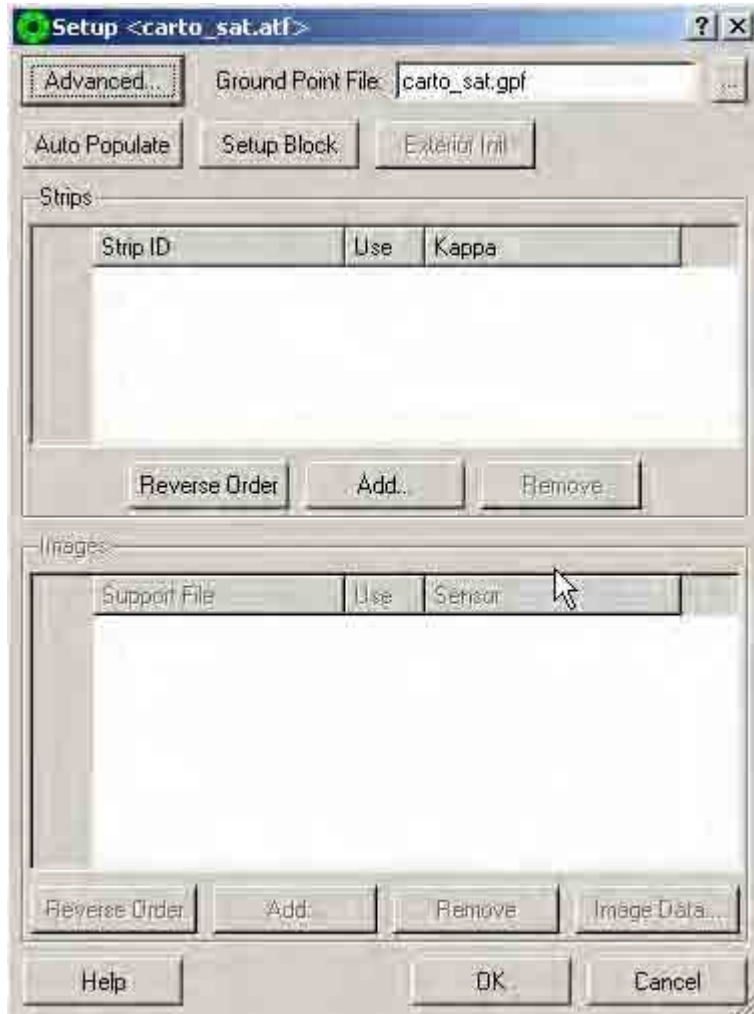 Setup <carto_sat.atf>
Advanced... Ground Point File: carto_sat.gpf ...
Auto Populate Setup Block Exterior Init
Strips
Strip ID Use Kappa
Reverse Order Add... Remove
Images
Support File Use Sensor
Reverse Order Add... Remove Image Data...
Help OK Cancel